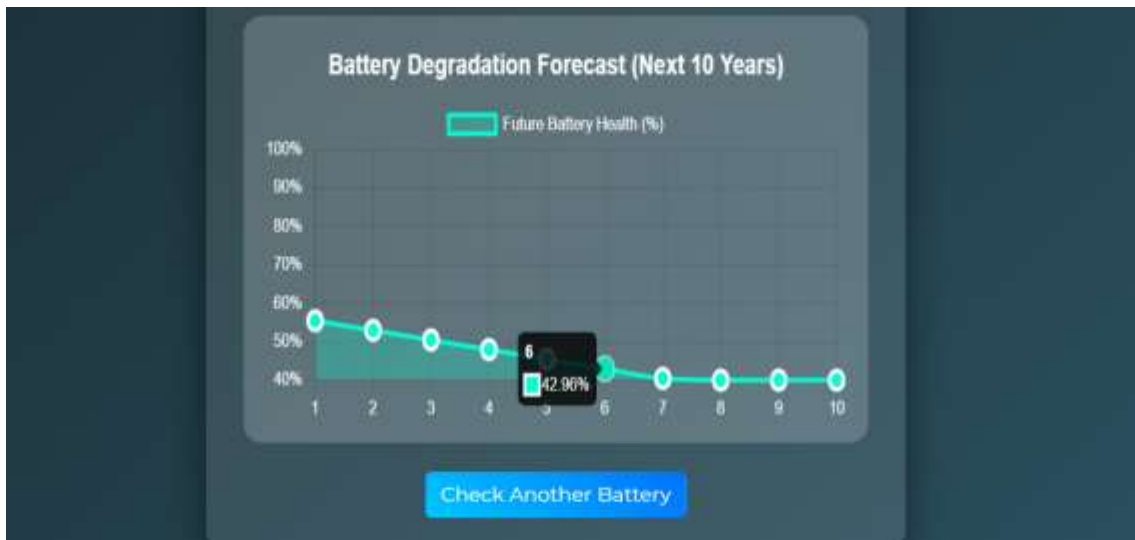 Battery Degradation Forecast (Next 10 Years)
Future Battery Health (%)
100%
90%
80%
70%
60%
50%
40%
6
42.96%
1 2 3 4 5 6 7 8 9 10
Check Another Battery